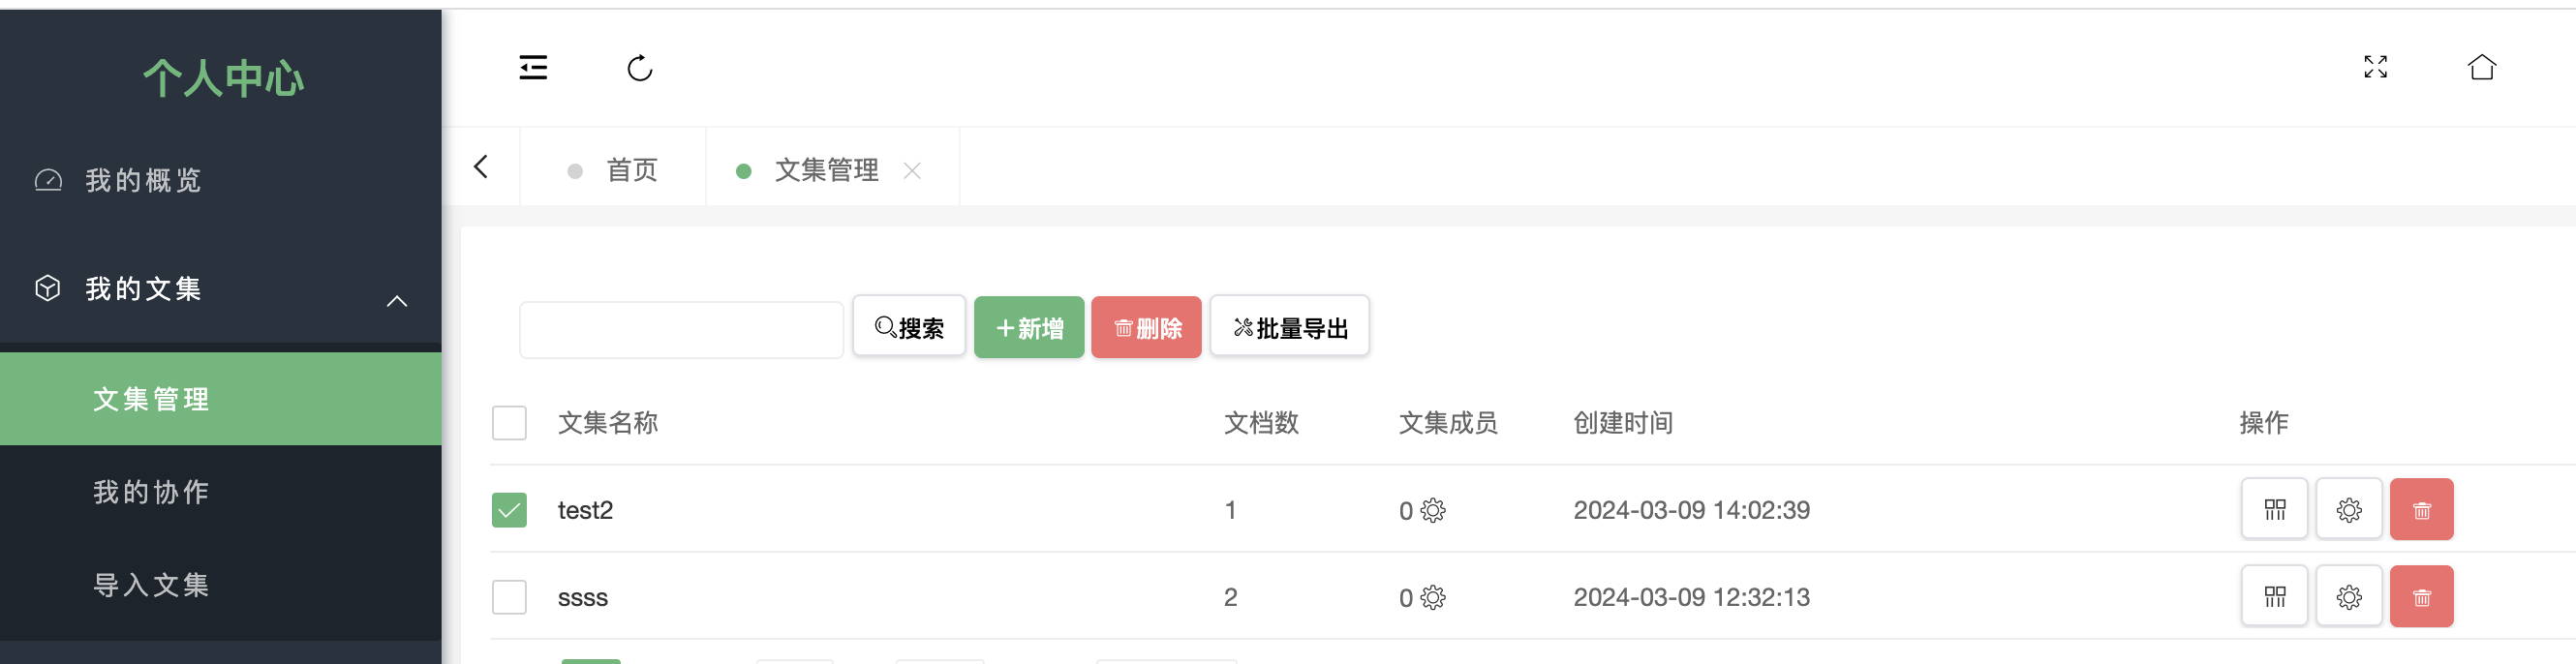 个人中心
我的概览
我的文集
文集管理
我的协作
导入文集
首页 文集管理
搜索 新增 删除 批量导出
文集名称 文档数 文集成员 创建时间 操作
test2 1 0 2024-03-09 14:02:39
ssss 2 0 2024-03-09 12:32:13